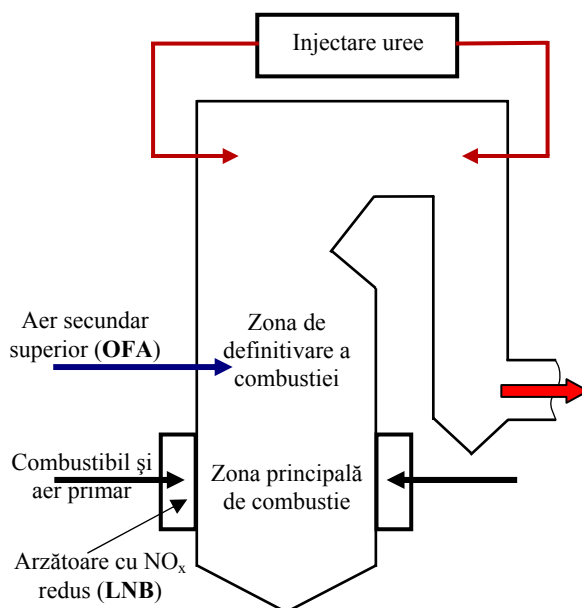 Injectare uree
Aer secundar
superior (OFA)
Zona de
definitivare a
combustiei
Combustibil şi
aer primar
Zona principală
de combustie
Arzătoare cu NOx
redus (LNB)